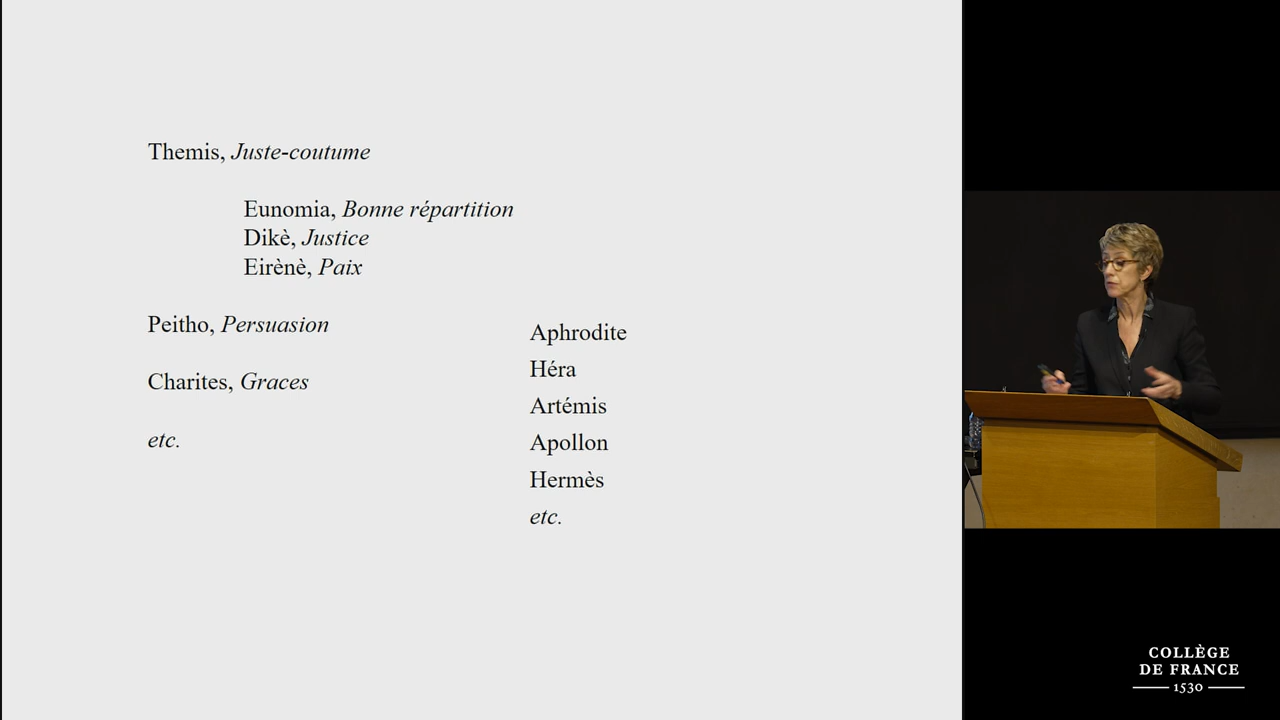 Themis, Juste-coutume
Eunomia, Bonne répartition
Dikè, Justice
Eirènè, Paix
Peitho, Persuasion
Charites, Graces
etc.
Aphrodite
Héra
Artémis
Apollon
Hermès
etc.
COLLÈGE
DE FRANCE
1530